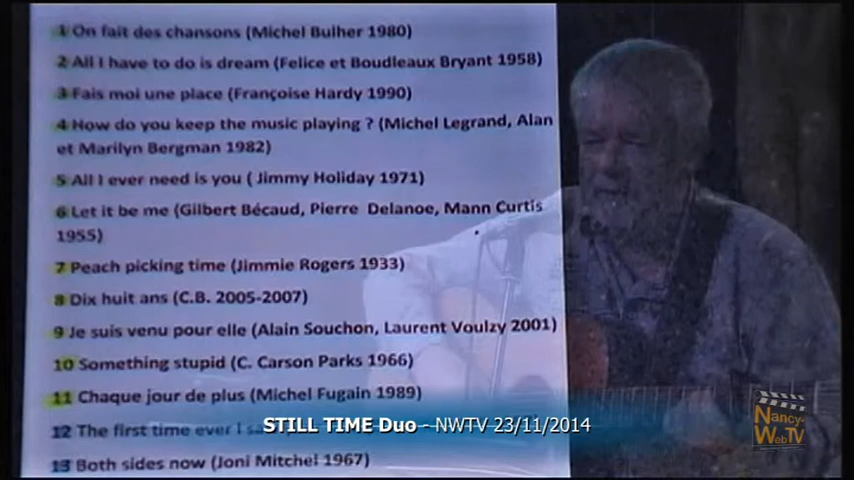 1 On fait des chansons (Michel Bulher 1980)
2 All I have to do is dream (Felice et Boudleaux Bryant 1958)
3 Fais moi une place (Françoise Hardy 1990)
4 How do you keep the music playing ? (Michel Legrand, Alan
et Marilyn Bergman 1982)
5 All I ever need is you ( Jimmy Holiday 1971)
6 Let it be me (Gilbert Bécaud, Pierre Delanoe, Mann Curtis
1955)
7 Peach picking time (Jimmie Rogers 1933)
8 Dix huit ans (C.B. 2005-2007)
9 Je suis venu pour elle (Alain Souchon, Laurent Voulzy 2001)
10 Something stupid (C. Carson Parks 1966)
11 Chaque jour de plus (Michel Fugain 1989)
12 The first time ever I
STILL TIME Duo - NWTV 23/11/2014
13 Both sides now (Joni Mitchel 1967)
Nancy-
WebTV